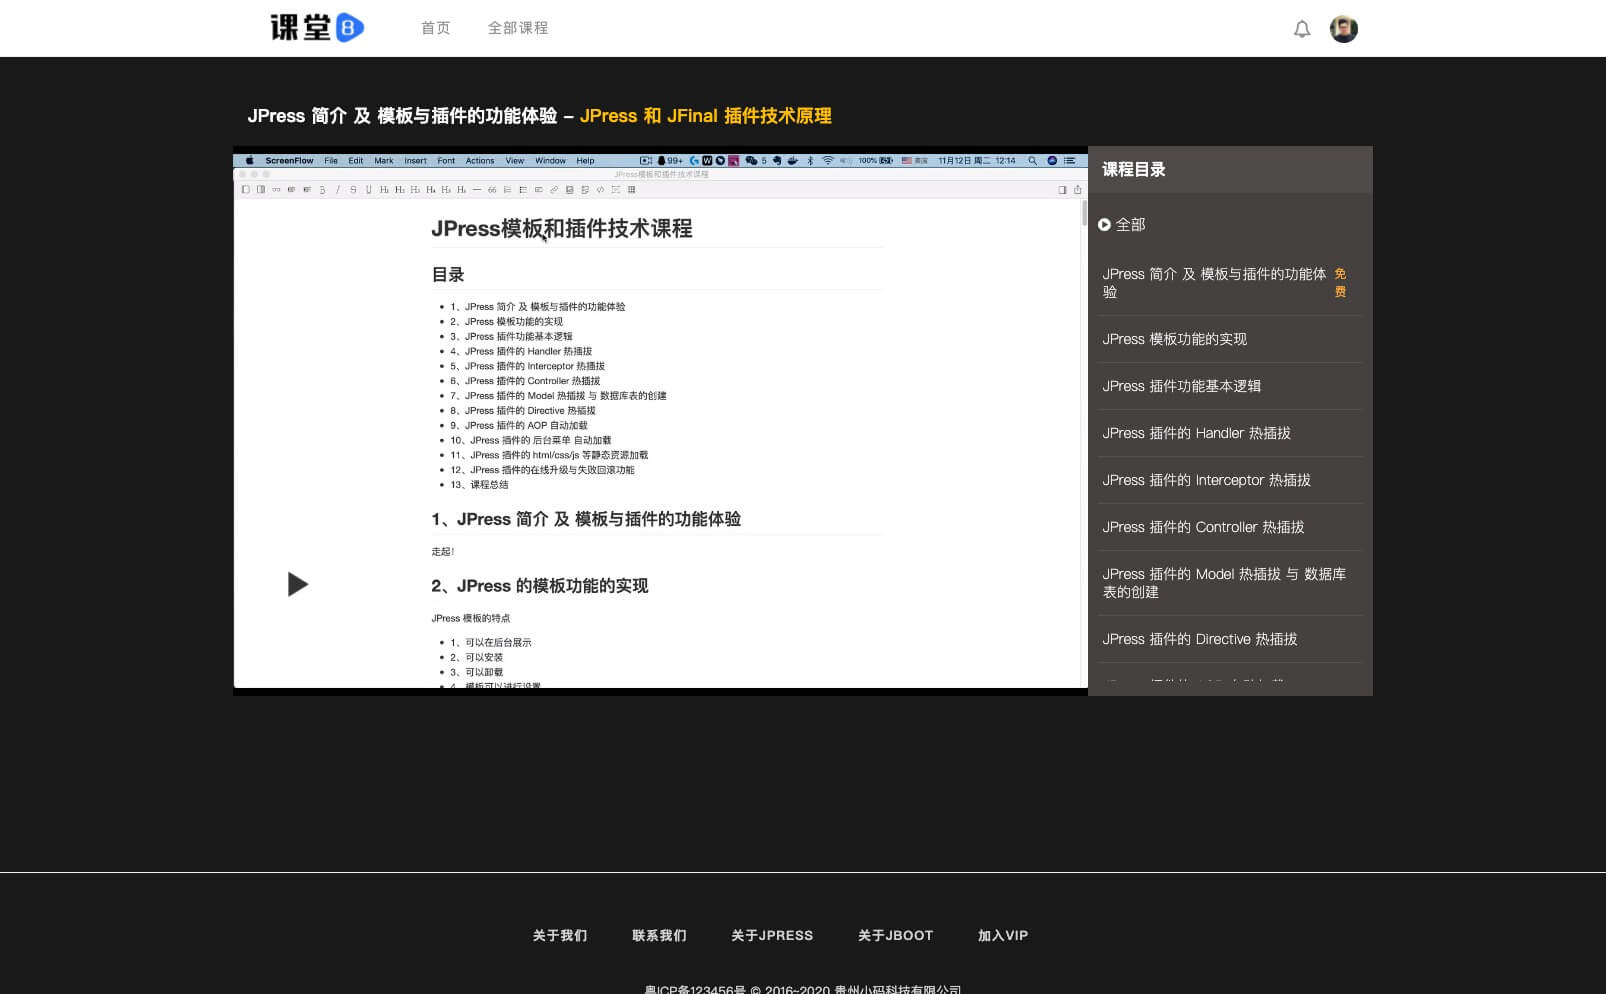 课堂 8
首页 全部课程
JPress 简介 及 模板与插件的功能体验 – JPress 和 JFinal 插件技术原理
ScreenFlow File Edit Mark Insert Font Actions View Window Help 99+ 5 100% 11月12日 周二 12:14
JPress模板和插件技术课程
JPress模板和插件技术课程
目录
1、JPress 简介 及 模板与插件的功能体验
2、JPress 模板功能的实现
3、JPress 插件功能基本逻辑
4、JPress 插件的 Handler 热插拔
5、JPress 插件的 Interceptor 热插拔
6、JPress 插件的 Controller 热插拔
7、JPress 插件的 Model 热插拔 与 数据库表的创建
8、JPress 插件的 Directive 热插拔
9、JPress 插件的 AOP 自动加载
10、JPress 插件的 后台菜单 自动加载
11、JPress 插件的 html/css/js 等静态资源加载
12、JPress 插件的在线升级与失败回滚功能
13、课程总结
1、JPress 简介 及 模板与插件的功能体验
走起！
2、JPress 的模板功能的实现
JPress 模板的特点
1、可以在后台展示
2、可以安装
3、可以卸载
4、模板可以进行设置
课程目录
全部
JPress 简介 及 模板与插件的功能体 免
验 费
JPress 模板功能的实现
JPress 插件功能基本逻辑
JPress 插件的 Handler 热插拔
JPress 插件的 Interceptor 热插拔
JPress 插件的 Controller 热插拔
JPress 插件的 Model 热插拔 与 数据库
表的创建
JPress 插件的 Directive 热插拔
关于我们 联系我们 关于JPRESS 关于JBOOT 加入VIP
粤ICP备123456号 © 2016-2020 贵州小码科技有限公司